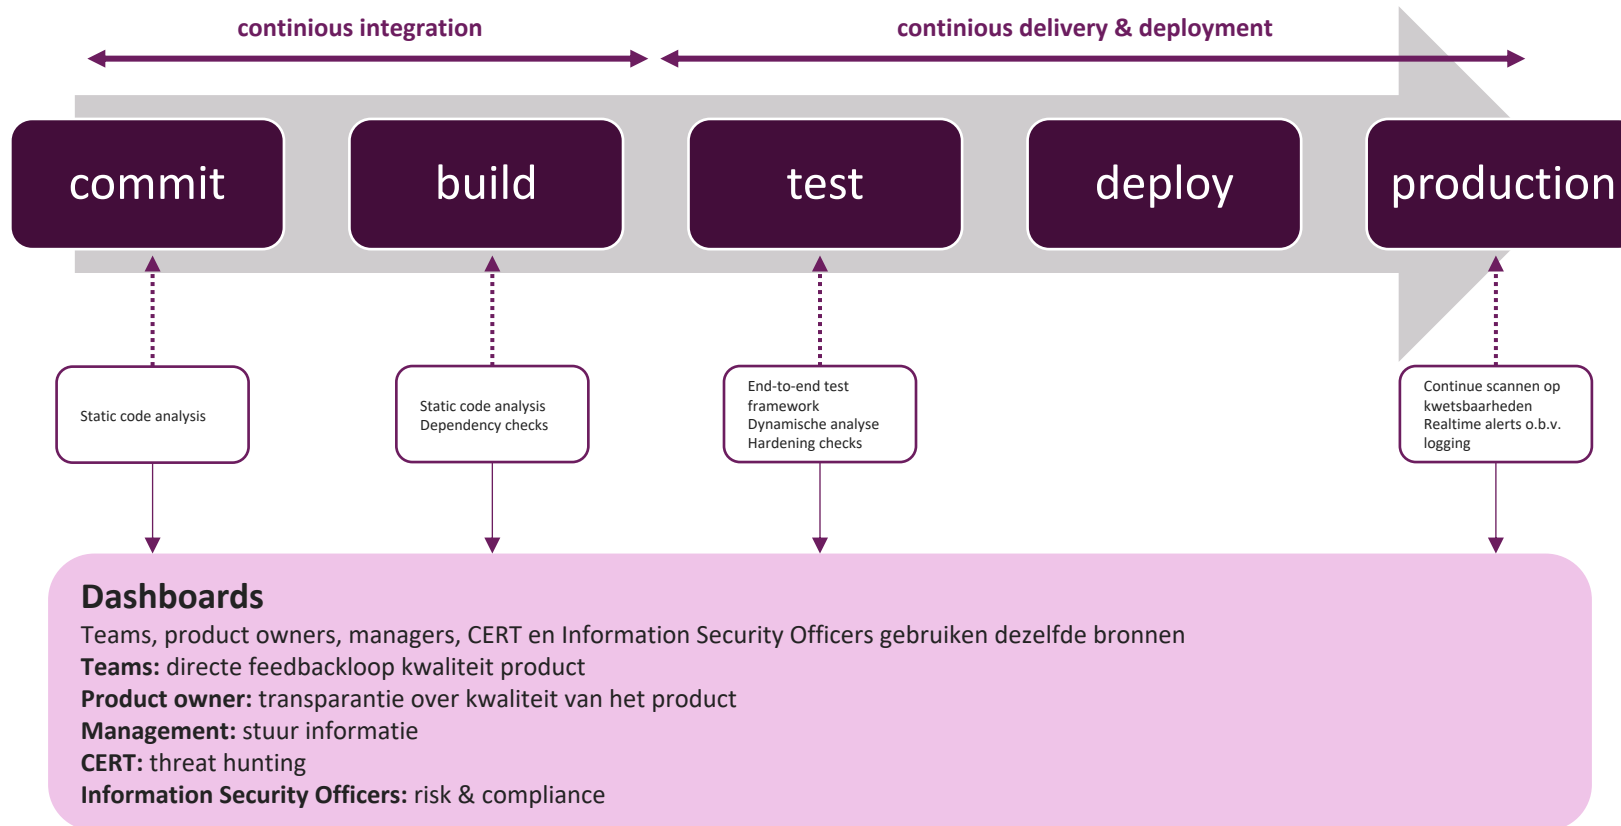 continious integration
continious delivery & deployment
commit
build
test
deploy
production
Static code analysis
Static code analysis
Dependency checks
End-to-end test
framework
Dynamische analyse
Hardening checks
Continue scannen op
kwetsbaarheden
Realtime alerts o.b.v.
logging
Dashboards
Teams, product owners, managers, CERT en Information Security Officers gebruiken dezelfde bronnen
Teams: directe feedbackloop kwaliteit product
Product owner: transparantie over kwaliteit van het product
Management: stuur informatie
CERT: threat hunting
Information Security Officers: risk & compliance